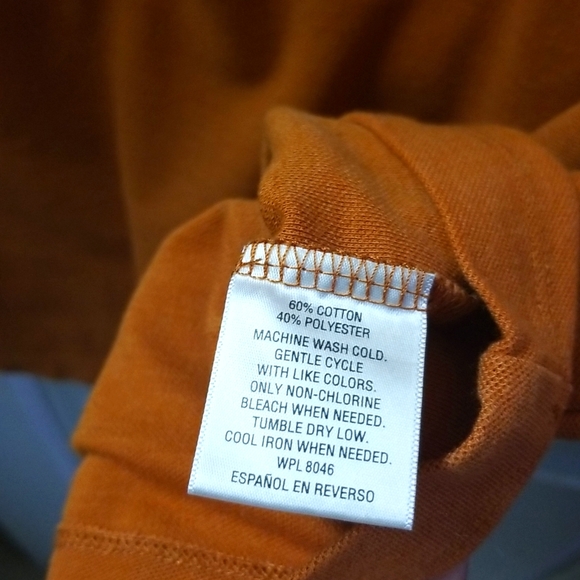 60% COTTON
40% POLYESTER
MACHINE WASH COLD.
GENTLE CYCLE
WITH LIKE COLORS.
ONLY NON-CHLORINE
BLEACH WHEN NEEDED.
TUMBLE DRY LOW.
COOL IRON WHEN NEEDED.
WPL 8046
ESPAÑOL EN REVERSO